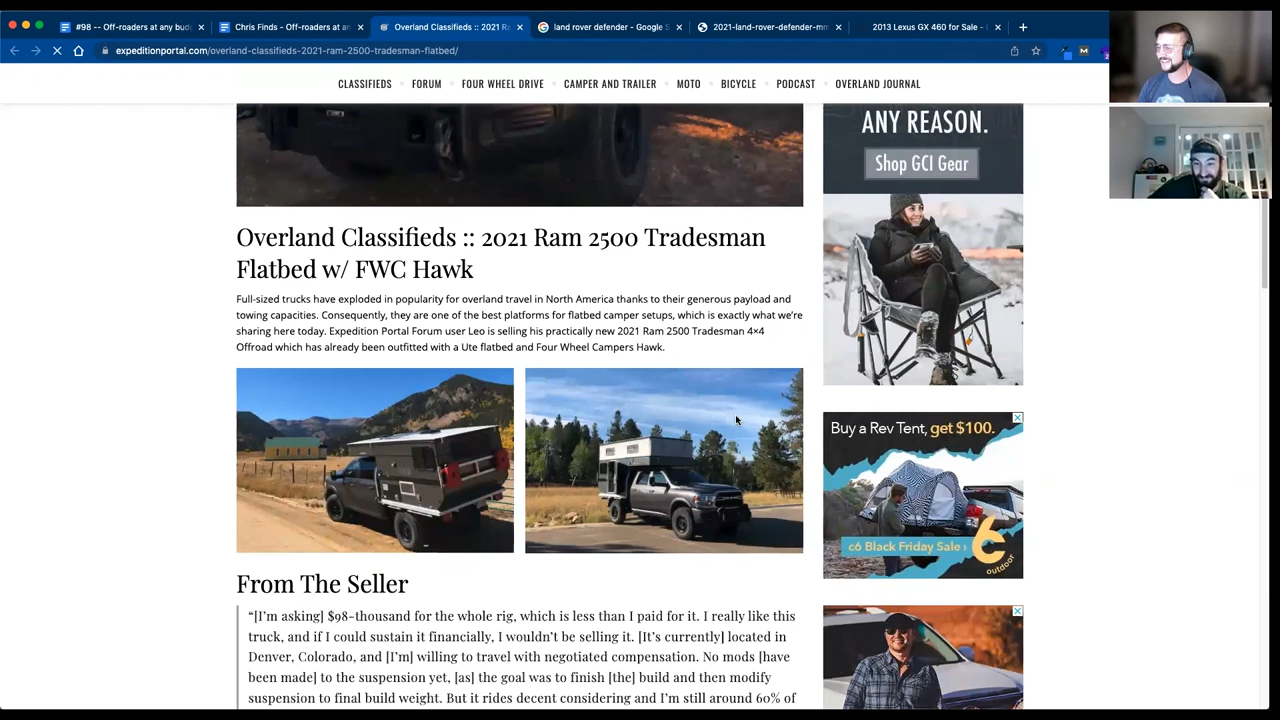 #98 -- Off-roaders at any budg
Chris Finds - Off-roaders at an
Overland Classifieds :: 2021 R
land rover defender - Google S
2021-land-rover-defender-mm
2013 Lexus GX 460 for Sale -
expeditionportal.com/overland-classifieds-2021-ram-2500-tradesman-flatbed/
CLASSIFIEDS FORUM FOUR WHEEL DRIVE CAMPER AND TRAILER MOTO BICYCLE PODCAST OVERLAND JOURNAL
Overland Classifieds :: 2021 Ram 2500 Tradesman
Flatbed w/ FWC Hawk
Full-sized trucks have exploded in popularity for overland travel in North America thanks to their generous payload and
towing capacities. Consequently, they are one of the best platforms for flatbed camper setups, which is exactly what we're
sharing here today. Expedition Portal Forum user Leo is selling his practically new 2021 Ram 2500 Tradesman 4×4
Offroad which has already been outfitted with a Ute flatbed and Four Wheel Campers Hawk.
From The Seller
“[I'm asking] $98-thousand for the whole rig, which is less than I paid for it. I really like this
truck, and if I could sustain it financially, I wouldn't be selling it. [It's currently] located in
Denver, Colorado, and [I'm] willing to travel with negotiated compensation. No mods [have
been made] to the suspension yet, [as] the goal was to finish [the] build and then modify
suspension to final build weight. But it rides decent considering and I'm still around 60% of
ANY REASON.
Shop GCI Gear
Buy a Rev Tent, get $100.
c6 Black Friday Sale ›
outdoor